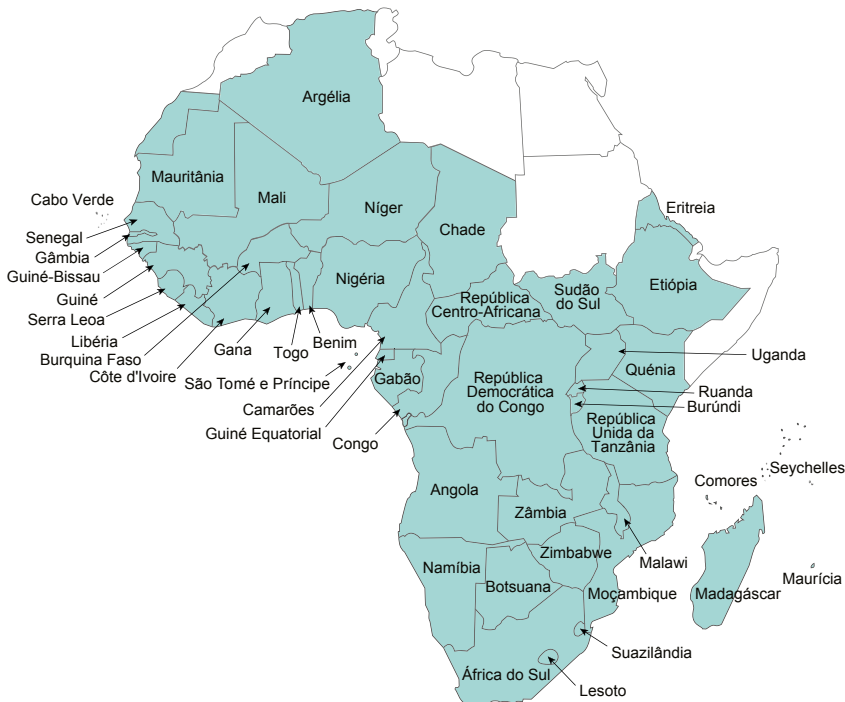 Argélia
Mauritânia
Mali
Níger
Chade
Cabo Verde
Eritreia
Senegal
Gâmbia
Guiné-Bissau
Guiné
Serra Leoa
Libéria
Burquina Faso
Côte d'Ivoire
Gana
Togo
Benim
Nigéria
República
Centro-Africana
Sudão
do Sul
Etiópia
São Tomé e Príncipe
Camarões
Guiné Equatorial
Gabão
Congo
República
Democrática
do Congo
Uganda
Quénia
Ruanda
Burúndi
República
Unida da
Tanzânia
Seychelles
Comores
Angola
Zâmbia
Malawi
Zimbabwe
Namíbia
Botsuana
Moçambique
Madagáscar
Maurícia
Suazilândia
África do Sul
Lesoto